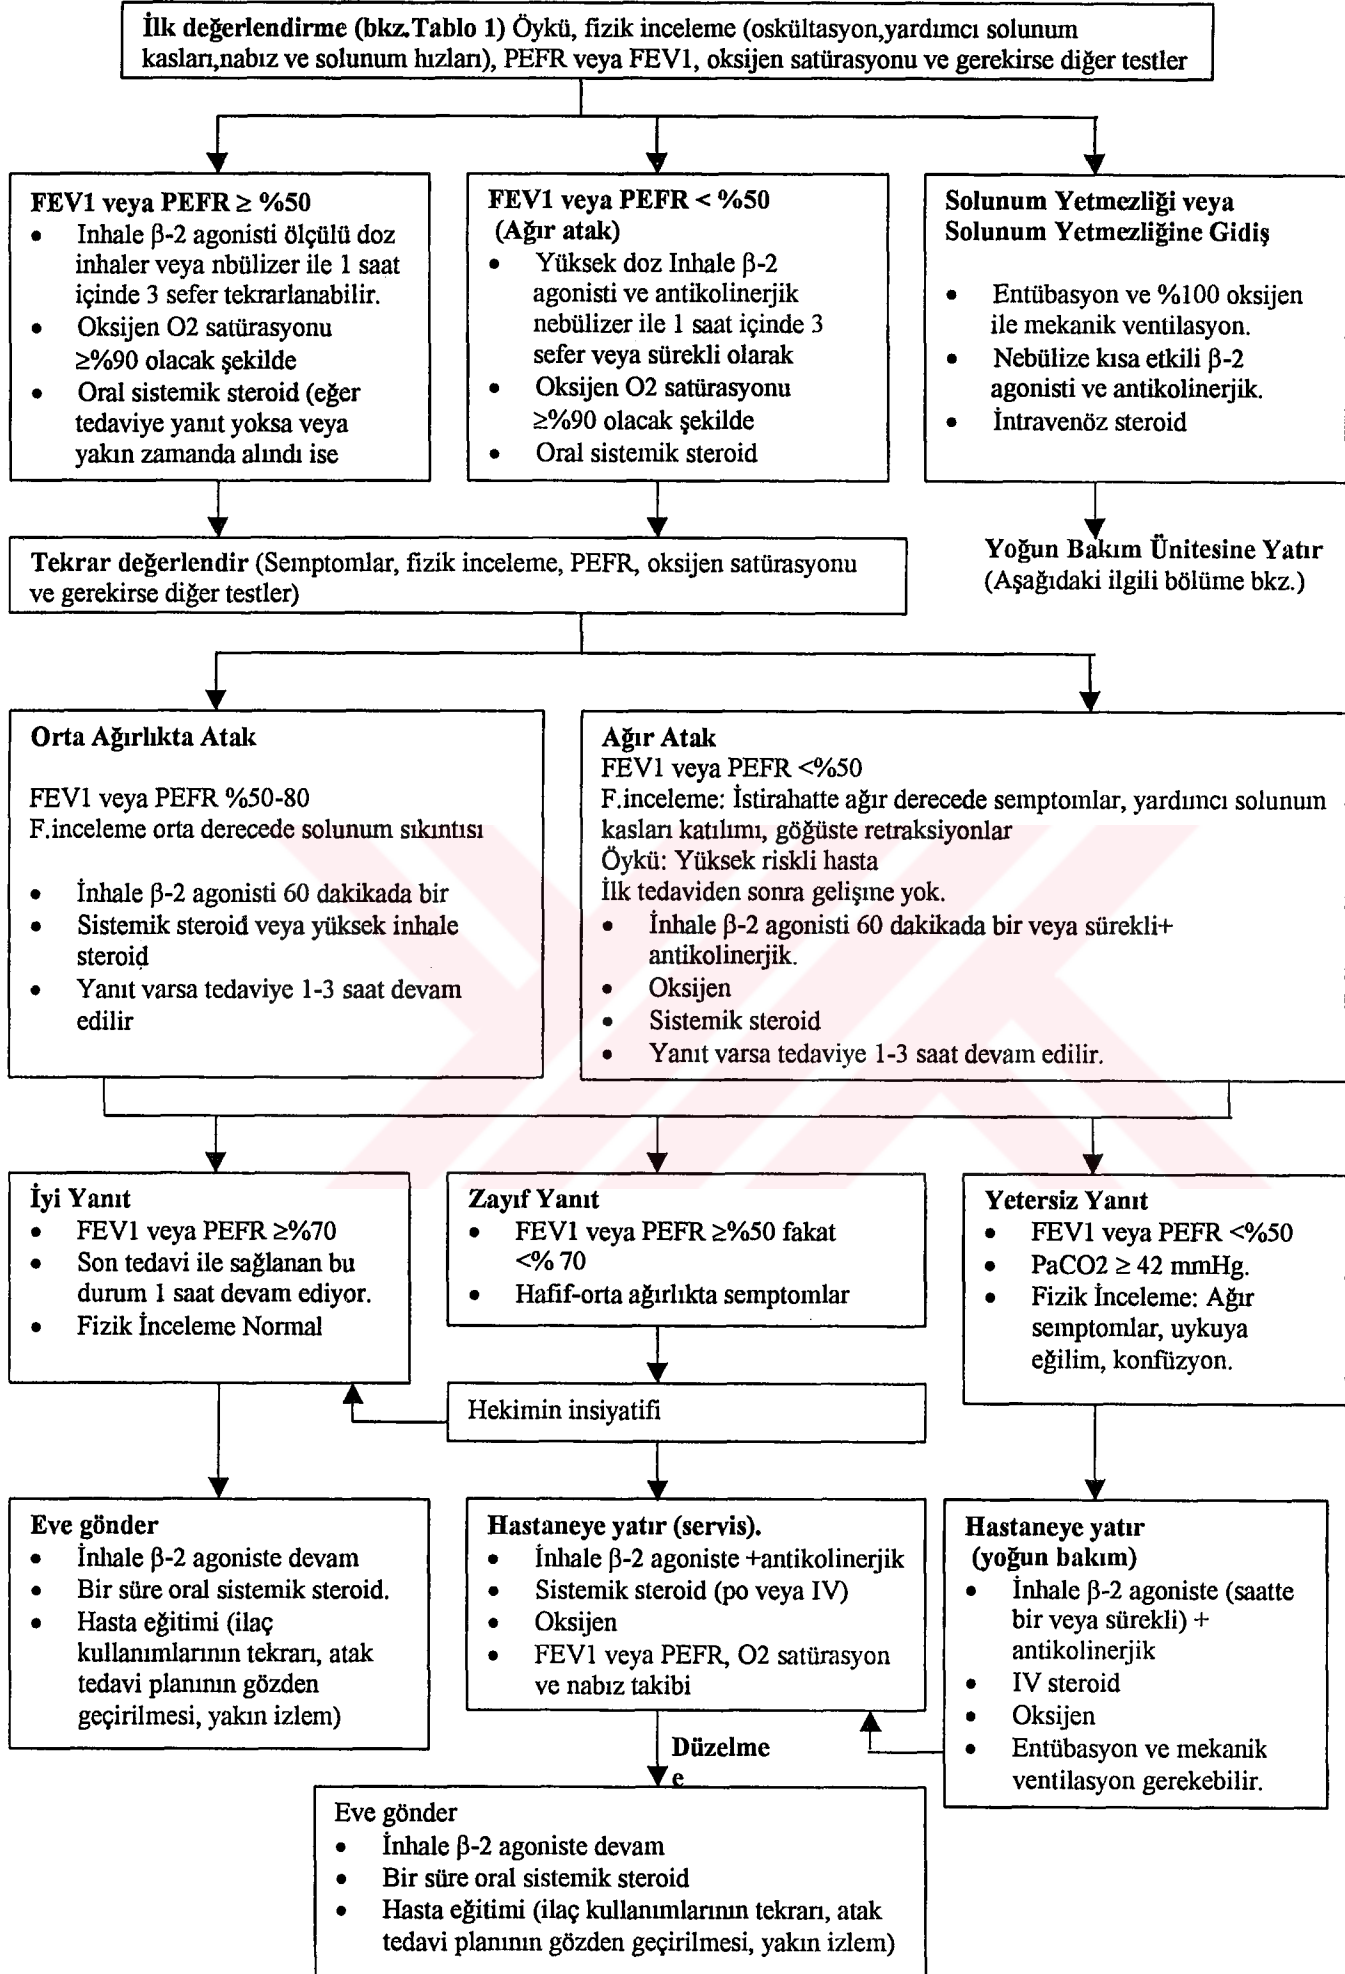 İlk değerlendirme (bkz.Tablo 1) Öykü, fizik inceleme (oskültasyon,yardımcı solunum
kasları,nabız ve solunum hızları), PEFR veya FEV1, oksijen satürasyonu ve gerekirse diğer testler
FEV1 veya PEFR ≥ %50
• Inhale β-2 agonisti ölçülü doz
inhaler veya nbülizer ile 1 saat
içinde 3 sefer tekrarlanabilir.
• Oksijen O2 satürasyonu
≥%90 olacak şekilde
• Oral sistemik steroid (eğer
tedaviye yanıt yoksa veya
yakın zamanda alındı ise
FEV1 veya PEFR < %50
(Ağır atak)
• Yüksek doz Inhale β-2
agonisti ve antikolinerjik
nebülizer ile 1 saat içinde 3
sefer veya sürekli olarak
• Oksijen O2 satürasyonu
≥%90 olacak şekilde
• Oral sistemik steroid
Solunum Yetmezliği veya
Solunum Yetmezliğine Gidiş
• Entübasyon ve %100 oksijen
ile mekanik ventilasyon.
• Nebülize kısa etkili β-2
agonisti ve antikolinerjik.
• İntravenöz steroid
Tekrar değerlendir (Semptomlar, fizik inceleme, PEFR, oksijen satürasyonu
ve gerekirse diğer testler)
Yoğun Bakım Ünitesine Yatır
(Aşağıdaki ilgili bölüme bkz.)
Orta Ağırlıkta Atak
FEV1 veya PEFR %50-80
F.inceleme orta derecede solunum sıkıntısı
• İnhale β-2 agonisti 60 dakikada bir
• Sistemik steroid veya yüksek inhale
steroid
• Yanıt varsa tedaviye 1-3 saat devam
edilir
Ağır Atak
FEV1 veya PEFR <%50
F.inceleme: İstirahatte ağır derecede semptomlar, yardımcı solunum
kasları katılımı, göğüste retraksiyonlar
Öykü: Yüksek riskli hasta
İlk tedaviden sonra gelişme yok.
• İnhale β-2 agonisti 60 dakikada bir veya sürekli+
antikolinerjik.
• Oksijen
• Sistemik steroid
• Yanıt varsa tedaviye 1-3 saat devam edilir.
İyi Yanıt
• FEV1 veya PEFR ≥%70
• Son tedavi ile sağlanan bu
durum 1 saat devam ediyor.
• Fizik İnceleme Normal
Zayıf Yanıt
• FEV1 veya PEFR ≥%50 fakat
<% 70
• Hafif-orta ağırlıkta semptomlar
Yetersiz Yanıt
• FEV1 veya PEFR <%50
• PaCO2 ≥ 42 mmHg.
• Fizik İnceleme: Ağır
semptomlar, uykuya
eğilim, konfüzyon.
Hekimin insiyatifi
Eve gönder
• İnhale β-2 agoniste devam
• Bir süre oral sistemik steroid.
• Hasta eğitimi (ilaç
kullanımlarının tekrarı, atak
tedavi planının gözden
geçirilmesi, yakın izlem)
Hastaneye yatır (servis).
• İnhale β-2 agoniste +antikolinerjik
• Sistemik steroid (po veya IV)
• Oksijen
• FEV1 veya PEFR, O2 satürasyon
ve nabız takibi
Hastaneye yatır
(yoğun bakım)
• İnhale β-2 agoniste (saatte
bir veya sürekli) +
antikolinerjik
• IV steroid
• Oksijen
• Entübasyon ve mekanik
ventilasyon gerekebilir.
Düzelme
e
Eve gönder
• İnhale β-2 agoniste devam
• Bir süre oral sistemik steroid
• Hasta eğitimi (ilaç kullanımlarının tekrarı, atak
tedavi planının gözden geçirilmesi, yakın izlem)